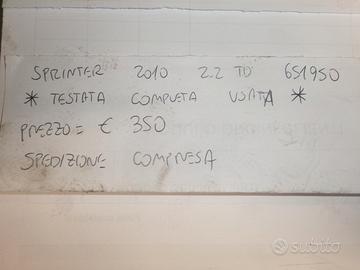 SPRINTER 2010 2.2 TD 651950
* TESTATA COMPLETA USATA *
PREZZO = € 350
SPEDIZIONE COMPRESA
subito